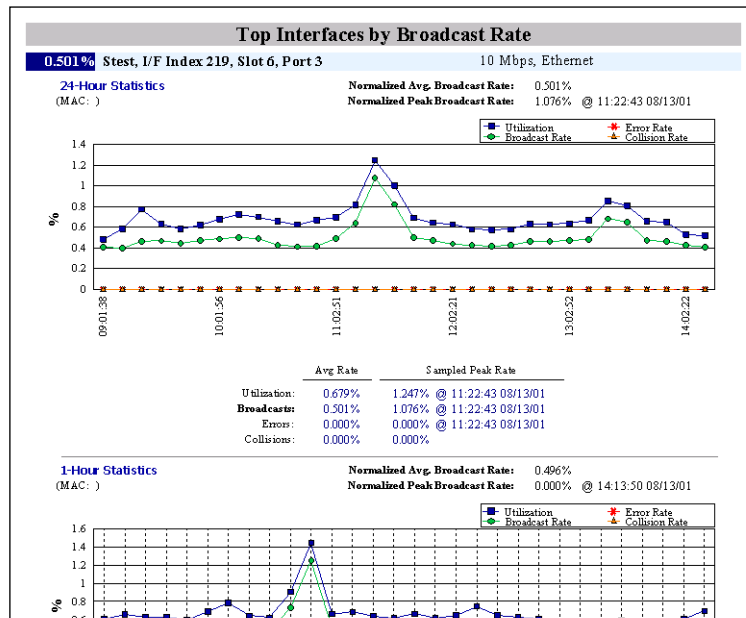 Top Interfaces by Broadcast Rate
0.501% Stest, I/F Index 219, Slot 6, Port 3 10 Mbps, Ethernet
24-Hour Statistics Normalized Avg. Broadcast Rate: 0.501%
(MAC: ) Normalized Peak Broadcast Rate: 1.076% @ 11:22:43 08/13/01
Utilization Error Rate
Broadcast Rate Collision Rate
1.4
1.2
1
0.8
0.6
0.4
0.2
0
%
09:01:38 10:01:56 11:02:51 12:02:21 13:02:52 14:02:22
Avg Rate Sampled Peak Rate
Utilization: 0.679% 1.247% @ 11:22:43 08/13/01
Broadcasts: 0.501% 1.076% @ 11:22:43 08/13/01
Errors: 0.000% 0.000% @ 11:22:43 08/13/01
Collisions: 0.000% 0.000%
1-Hour Statistics Normalized Avg. Broadcast Rate: 0.496%
(MAC: ) Normalized Peak Broadcast Rate: 0.000% @ 14:13:50 08/13/01
Utilization Error Rate
Broadcast Rate Collision Rate
1.6
1.4
1.2
1
0.8
%